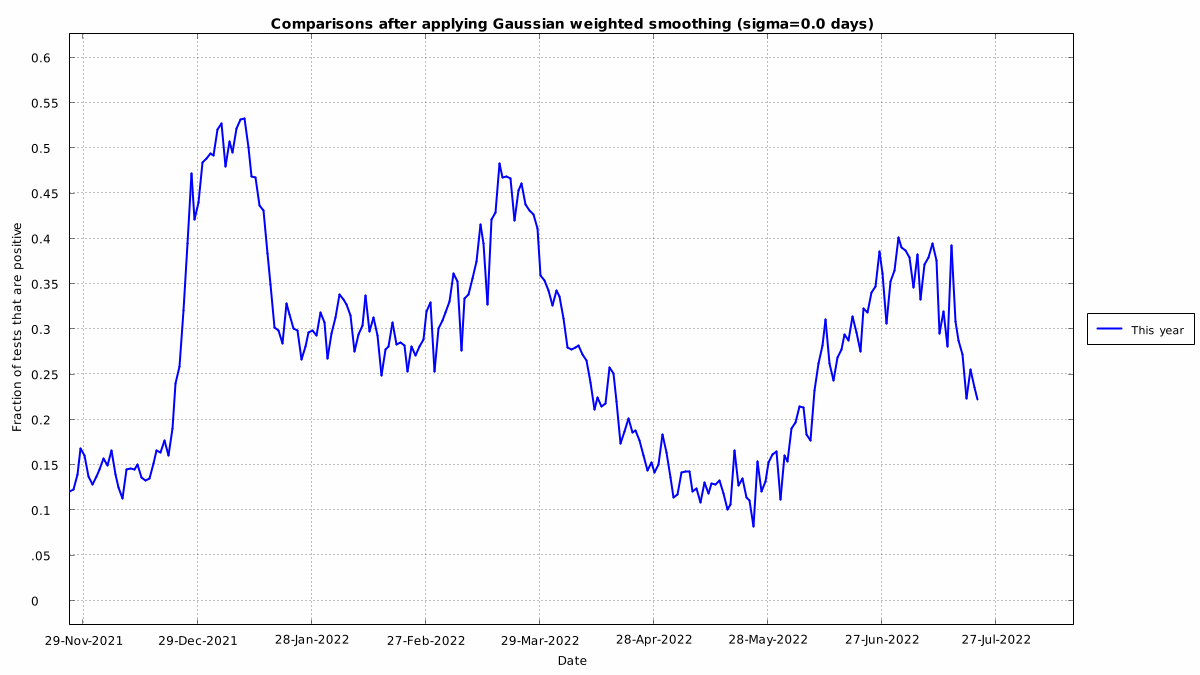 Comparisons after applying Gaussian weighted smoothing (sigma=0.0 days)
0.6
0.55
0.5
0.45
0.4
0.35
0.3
0.25
0.2
0.15
0.1
.05
0
Fraction of tests that are positive
29-Nov-2021 29-Dec-2021 28-Jan-2022 27-Feb-2022 29-Mar-2022 28-Apr-2022 28-May-2022 27-Jun-2022 27-Jul-2022
Date
This year